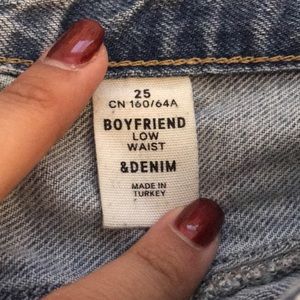 25
CN 160/64A
BOYFRIEND
LOW
WAIST
&DENIM
MADE IN
TURKEY